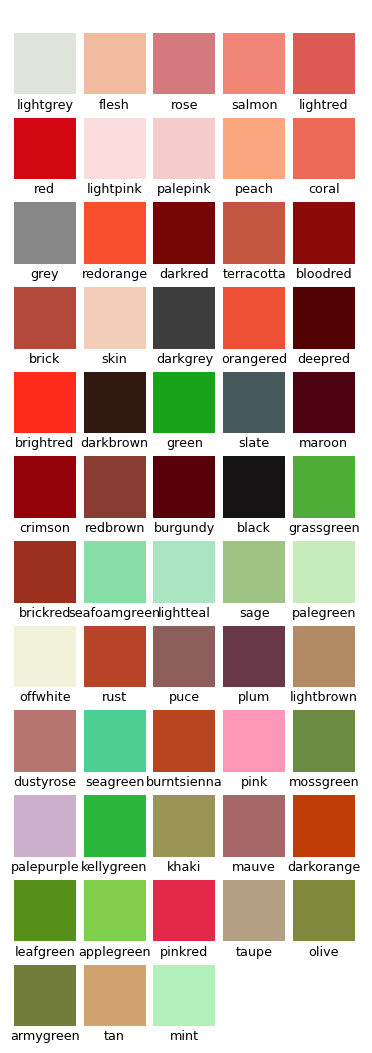 lightgrey flesh rose salmon lightred
red lightpink palepink peach coral
grey redorange darkred terracotta bloodred
brick skin darkgrey orangered deepred
brightred darkbrown green slate maroon
crimson redbrown burgundy black grassgreen
brickred seafoamgreen lightteal sage palegreen
offwhite rust puce plum lightbrown
dustyrose seagreen burntsienna pink mossgreen
palepurple kellygreen khaki mauve darkorange
leafgreen applegreen pinkred taupe olive
armygreen tan mint